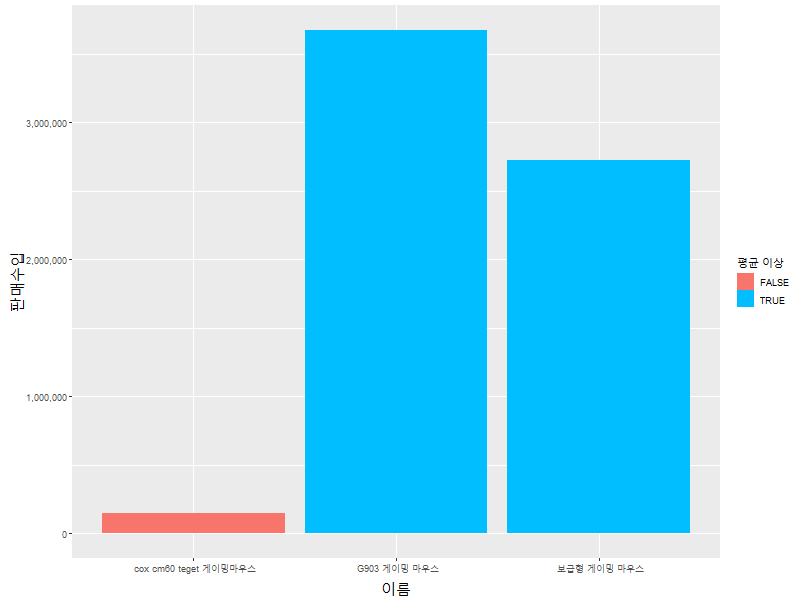 판매수익
3,000,000
2,000,000
1,000,000
0
cox cm60 teget 게이밍마우스
G903 게이밍 마우스
보급형 게이밍 마우스
이름
평균 이상
FALSE
TRUE